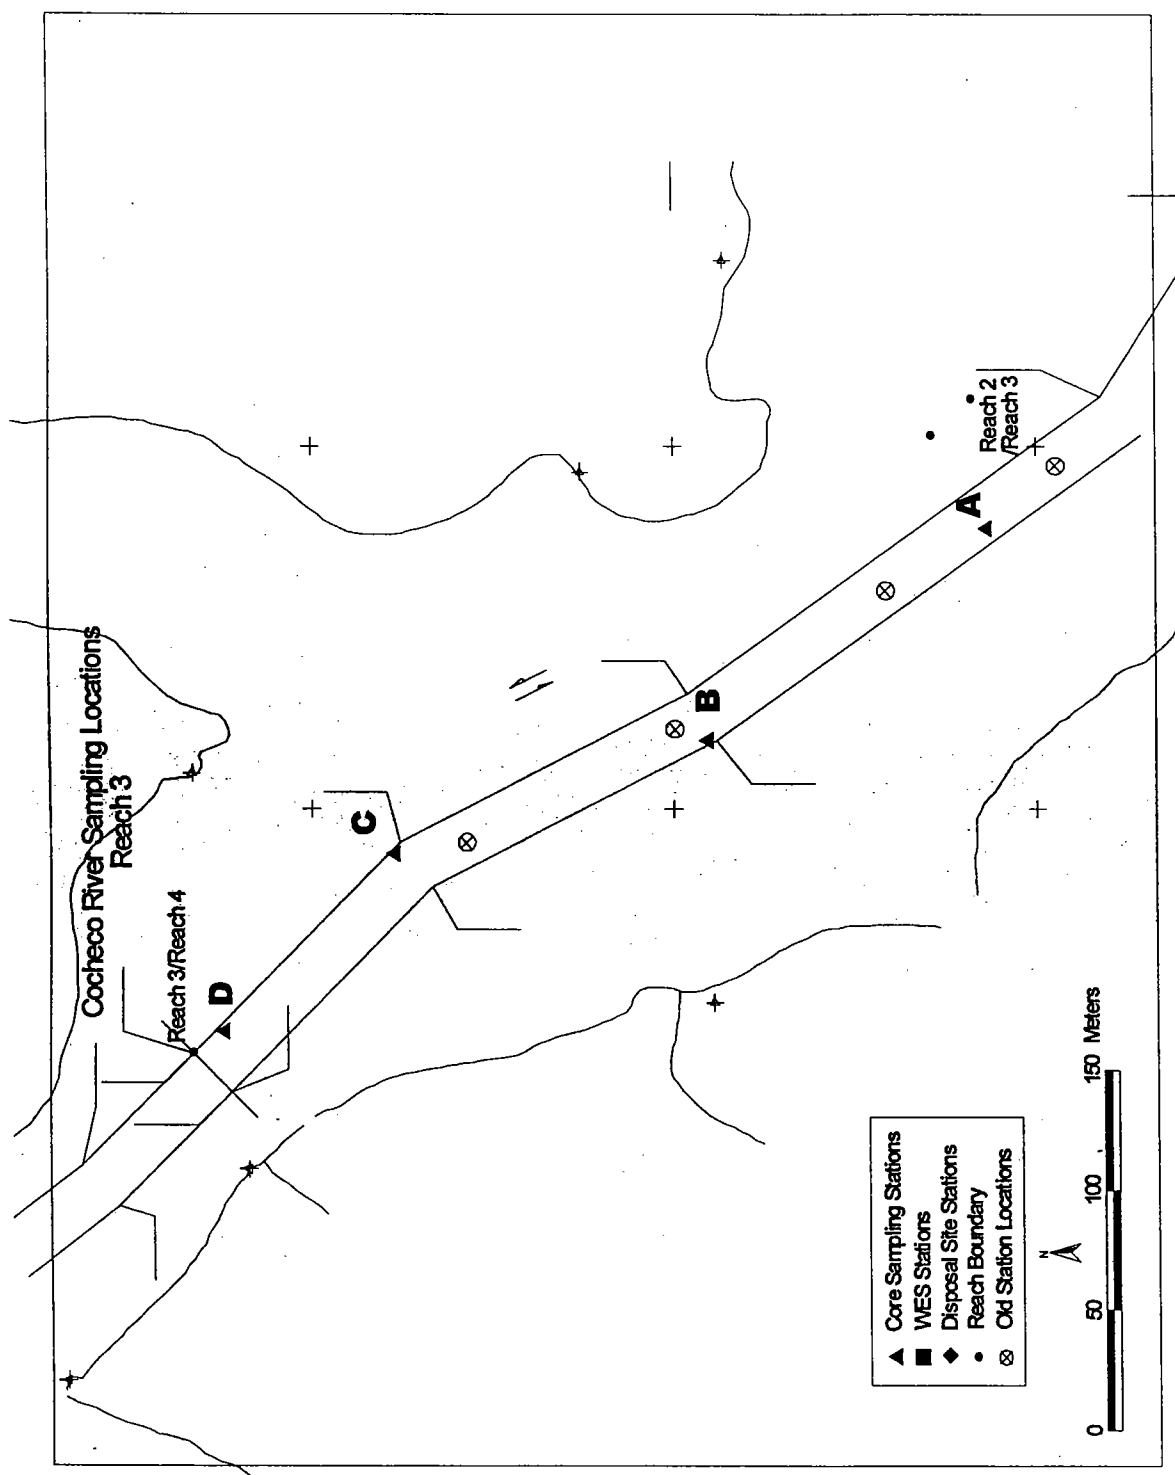 Cocheco River Sampling Locations
Reach 3
Reach 3/Reach 4
D
C
B
A
Reach 2
/Reach 3
Core Sampling Stations
WES Stations
Disposal Site Stations
Reach Boundary
Old Station Locations
N
0 50 100 150 Meters